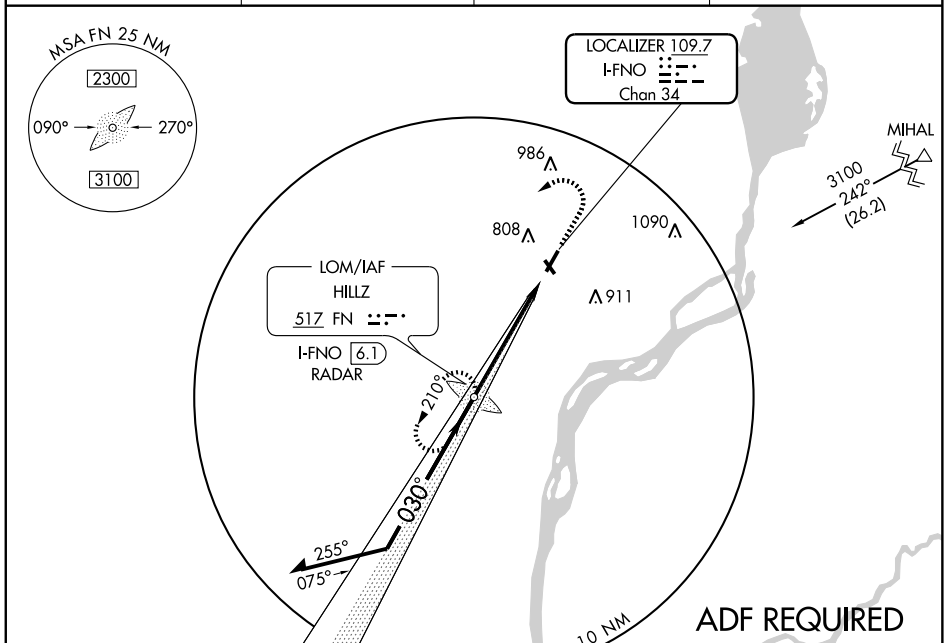 MSA FN 25 NM
2300
090°
270°
3100
LOCALIZER 109.7
I-FNO
Chan 34
MIHAL
3100
242°
(26.2)
986
808
1090
911
LOM/IAF
HILLZ
517 FN
I-FNO 6.1
RADAR
210°
030°
255°
075°
10 NM
ADF REQUIRED